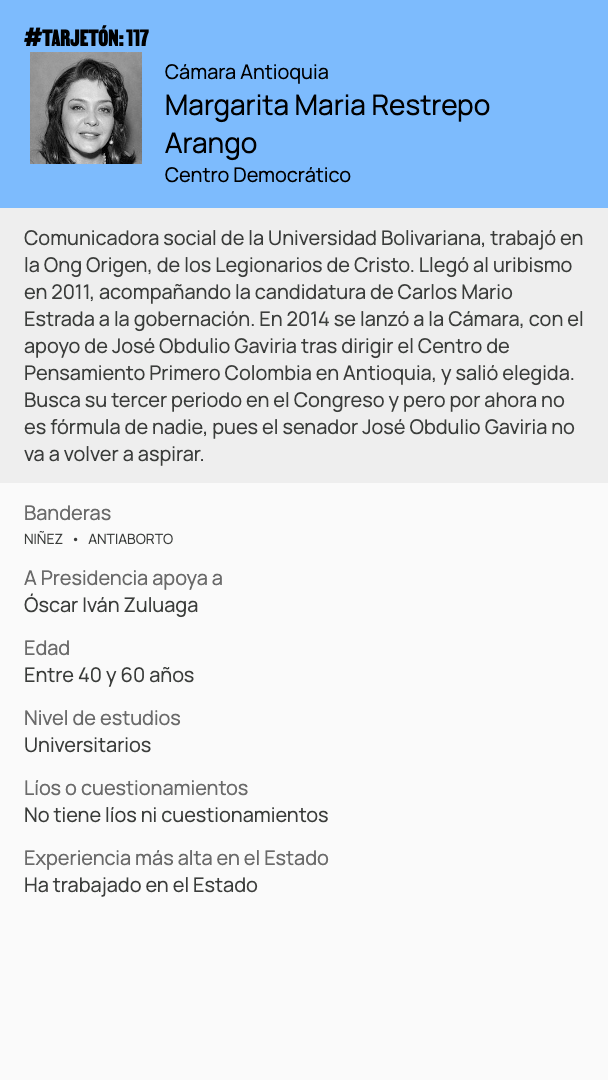 #TARJETÓN: 117
Cámara Antioquia
Margarita Maria Restrepo
Arango
Centro Democrático
Comunicadora social de la Universidad Bolivariana, trabajó en
la Ong Origen, de los Legionarios de Cristo. Llegó al uribismo
en 2011, acompañando la candidatura de Carlos Mario
Estrada a la gobernación. En 2014 se lanzó a la Cámara, con el
apoyo de José Obdulio Gaviria tras dirigir el Centro de
Pensamiento Primero Colombia en Antioquia, y salió elegida.
Busca su tercer periodo en el Congreso y pero por ahora no
es fórmula de nadie, pues el senador José Obdulio Gaviria no
va a volver a aspirar.
Banderas
NIÑEZ • ANTIABORTO
A Presidencia apoya a
Óscar Iván Zuluaga
Edad
Entre 40 y 60 años
Nivel de estudios
Universitarios
Líos o cuestionamientos
No tiene líos ni cuestionamientos
Experiencia más alta en el Estado
Ha trabajado en el Estado